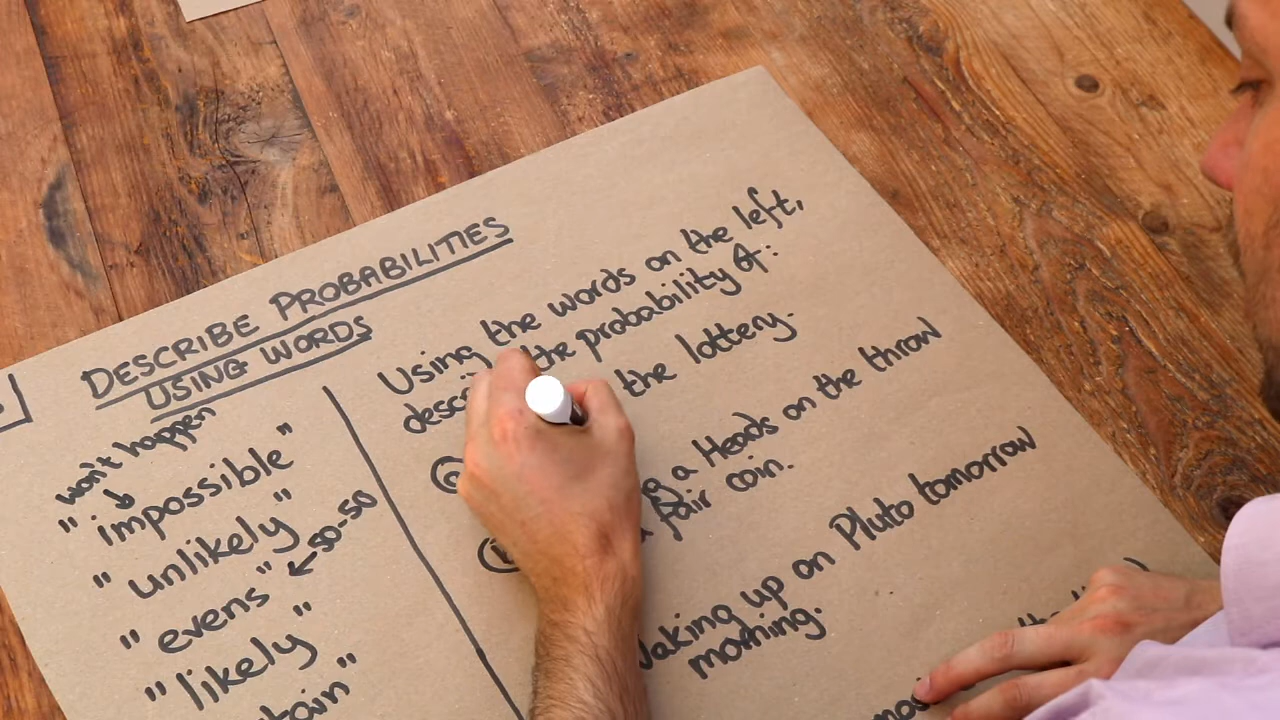 DESCRIBE PROBABILITIES
USING WORDS
won't happen
"impossible"
"unlikely"
50-50
"evens"
"likely"
Using the words on the left,
the probability of:
the lottery.
a Heads on the throw
fair coin.
up on Pluto tomorrow
morning.